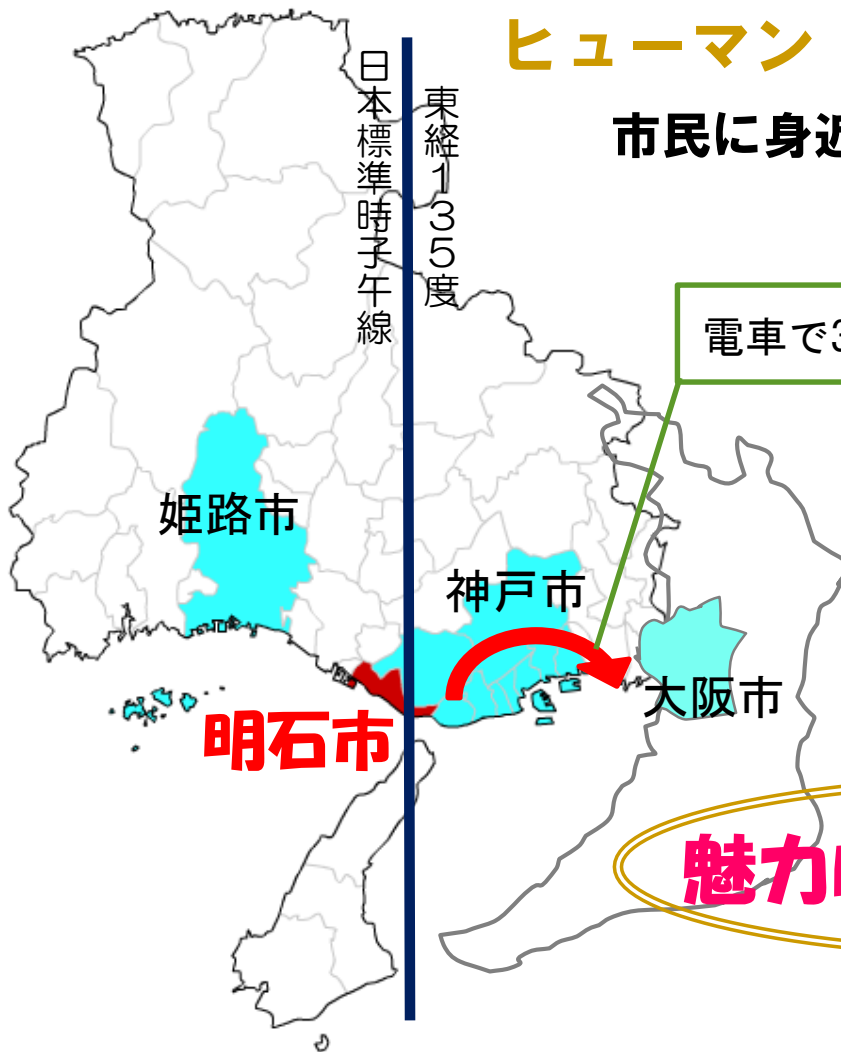 ヒューマン
市民に身近
日本標準時子午線
東経135度
電車で3
姫路市
神戸市
大阪市
明石市
魅力